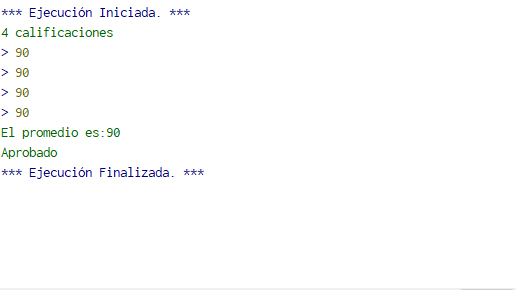 *** Ejecución Iniciada. ***
4 calificaciones
> 90
> 90
> 90
> 90
El promedio es:90
Aprobado
*** Ejecución Finalizada. ***